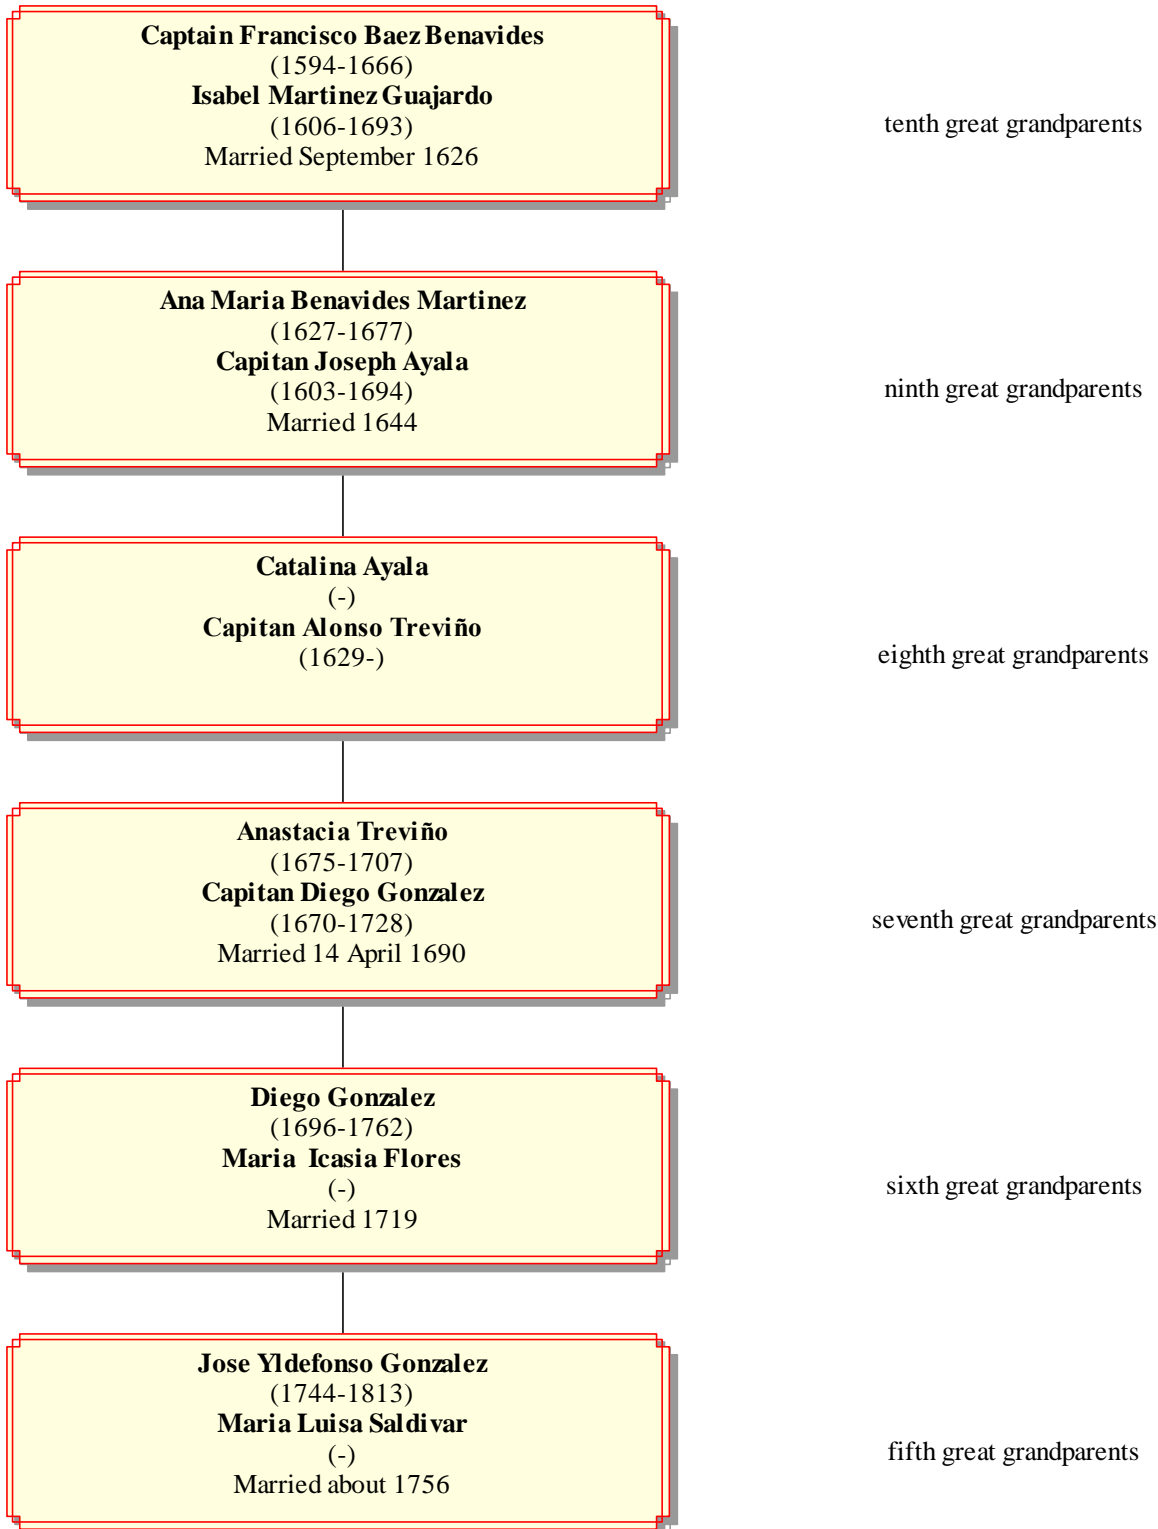 Captain Francisco Baez Benavides
(1594-1666)
Isabel Martinez Guajardo
(1606-1693)
Married September 1626
tenth great grandparents
Ana Maria Benavides Martinez
(1627-1677)
Capitan Joseph Ayala
(1603-1694)
Married 1644
ninth great grandparents
Catalina Ayala
(-)
Capitan Alonso Treviño
(1629-)
eighth great grandparents
Anastacia Treviño
(1675-1707)
Capitan Diego Gonzalez
(1670-1728)
Married 14 April 1690
seventh great grandparents
Diego Gonzalez
(1696-1762)
Maria Icasia Flores
(-)
Married 1719
sixth great grandparents
Jose Yldefonso Gonzalez
(1744-1813)
Maria Luisa Saldivar
(-)
Married about 1756
fifth great grandparents